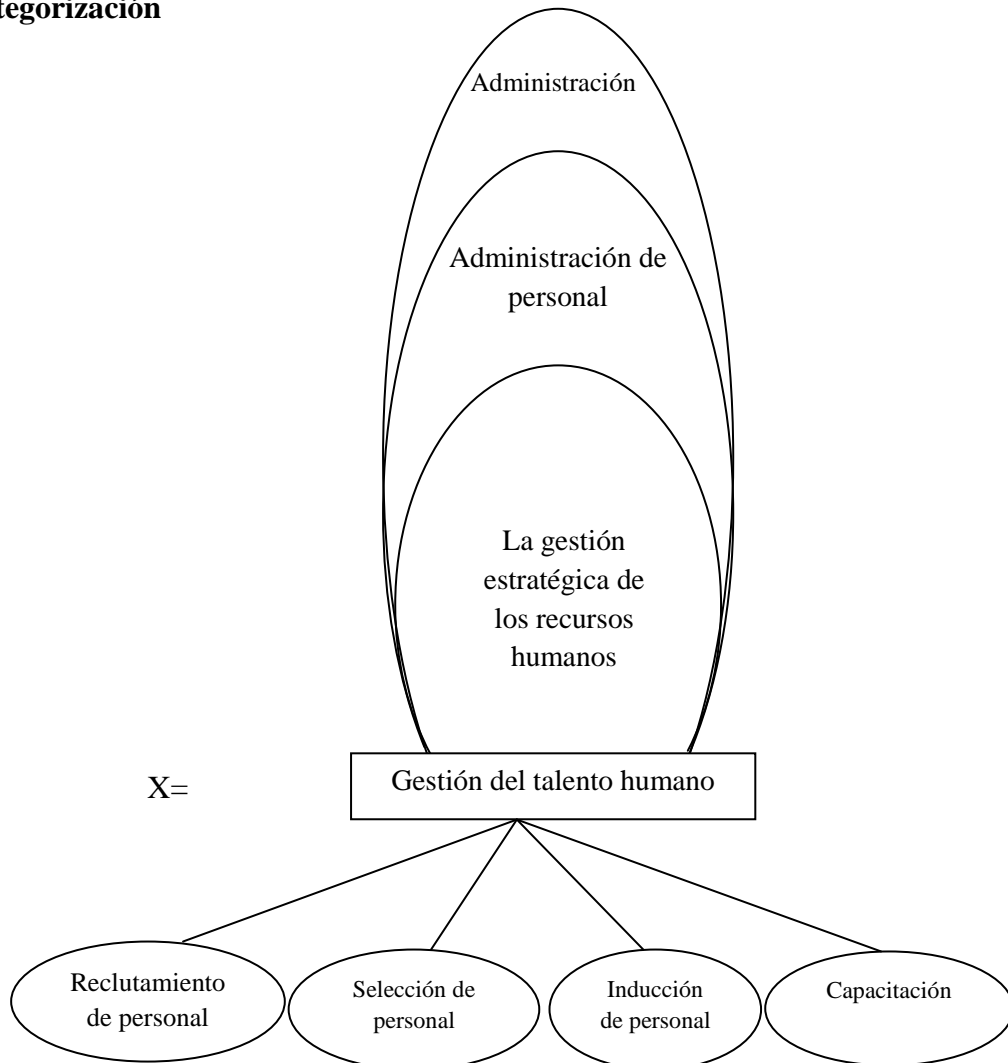 tegorización
Administración
Administración de
personal
La gestión
estratégica de
los recursos
humanos
X=
Gestión del talento humano
Reclutamiento
de personal
Selección de
personal
Inducción
de personal
Capacitación